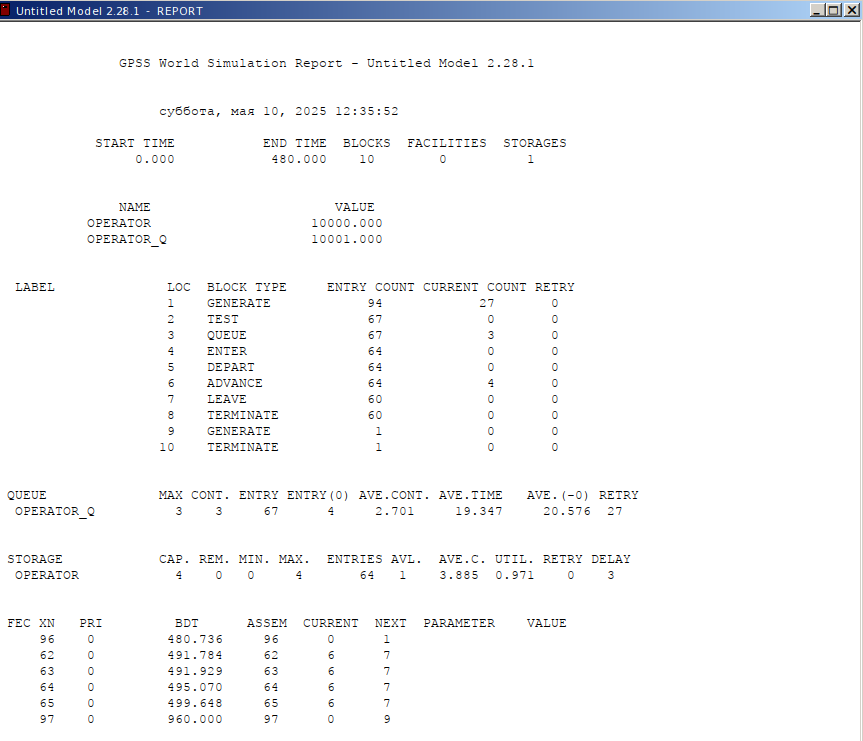 Untitled Model 2.28.1 - REPORT
GPSS World Simulation Report - Untitled Model 2.28.1
суббота, мая 10, 2025 12:35:52
START TIME END TIME BLOCKS FACILITIES STORAGES
0.000 480.000 10 0 1
NAME VALUE
OPERATOR 10000.000
OPERATOR_Q 10001.000
LABEL LOC BLOCK TYPE ENTRY COUNT CURRENT COUNT RETRY
1 GENERATE 94 27 0
2 TEST 67 0 0
3 QUEUE 67 3 0
4 ENTER 64 0 0
5 DEPART 64 0 0
6 ADVANCE 64 4 0
7 LEAVE 60 0 0
8 TERMINATE 60 0 0
9 GENERATE 1 0 0
10 TERMINATE 1 0 0
QUEUE MAX CONT. ENTRY ENTRY(0) AVE.CONT. AVE.TIME AVE.(-0) RETRY
OPERATOR_Q 3 3 67 4 2.701 19.347 20.576 27
STORAGE CAP. REM. MIN. MAX. ENTRIES AVL. AVE.C. UTIL. RETRY DELAY
OPERATOR 4 0 0 4 64 1 3.885 0.971 0 3
FEC XN PRI BDT ASSEM CURRENT NEXT PARAMETER VALUE
96 0 480.736 96 0 1
62 0 491.784 62 6 7
63 0 491.929 63 6 7
64 0 495.070 64 6 7
65 0 499.648 65 6 7
97 0 960.000 97 0 9